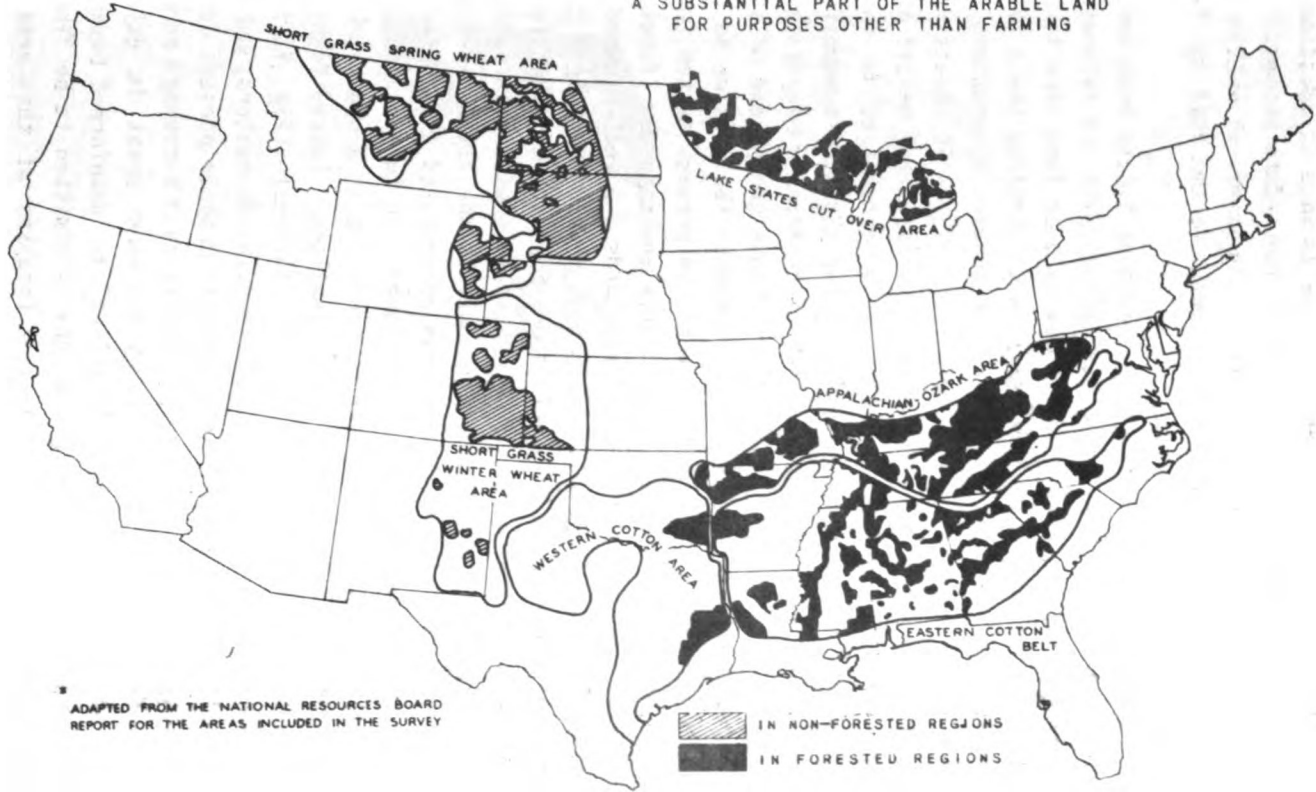 A SUBSTANTIAL PART OF THE ARABLE LAND
FOR PURPOSES OTHER THAN FARMING
SHORT GRASS SPRING WHEAT AREA
LAKE STATES CUT OVER AREA
APPALACHIAN-OZARK AREA
SHORT GRASS
WINTER WHEAT
AREA
WESTERN COTTON AREA
EASTERN COTTON
BELT
*
ADAPTED FROM THE NATIONAL RESOURCES BOARD
REPORT FOR THE AREAS INCLUDED IN THE SURVEY
IN NON-FORESTED REGIONS
IN FORESTED REGIONS